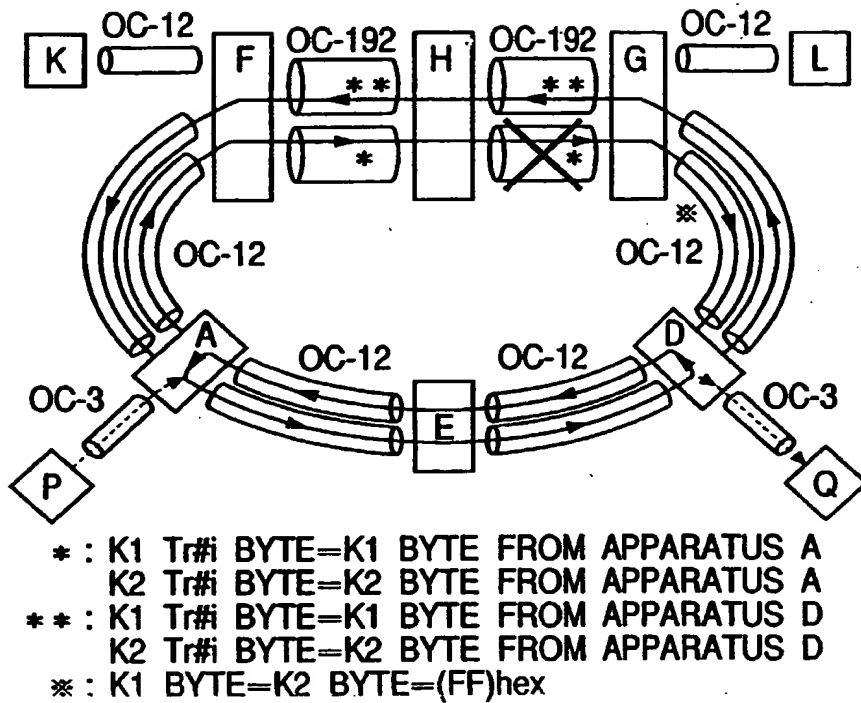 OC-12 OC-192 OC-192 OC-12
K F H G L
** **
* *
※
OC-12 OC-12
A OC-12 OC-12 D
OC-3 OC-3
E
P Q
* : K1 Tr#i BYTE=K1 BYTE FROM APPARATUS A
K2 Tr#i BYTE=K2 BYTE FROM APPARATUS A
** : K1 Tr#i BYTE=K1 BYTE FROM APPARATUS D
K2 Tr#i BYTE=K2 BYTE FROM APPARATUS D
※ : K1 BYTE=K2 BYTE=(FF)hex